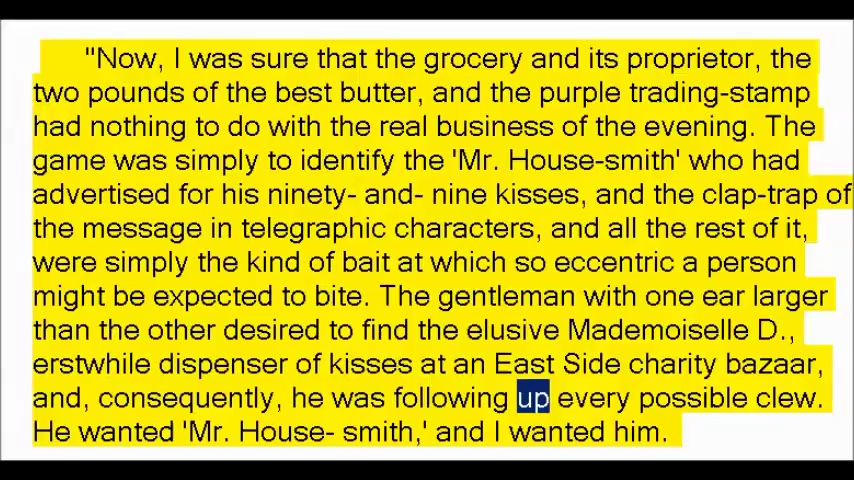 "Now, I was sure that the grocery and its proprietor, the
two pounds of the best butter, and the purple trading-stamp
had nothing to do with the real business of the evening. The
game was simply to identify the 'Mr. House-smith' who had
advertised for his ninety- and- nine kisses, and the clap-trap of
the message in telegraphic characters, and all the rest of it,
were simply the kind of bait at which so eccentric a person
might be expected to bite. The gentleman with one ear larger
than the other desired to find the elusive Mademoiselle D.,
erstwhile dispenser of kisses at an East Side charity bazaar,
and, consequently, he was following up every possible clew.
He wanted 'Mr. House- smith,' and I wanted him.